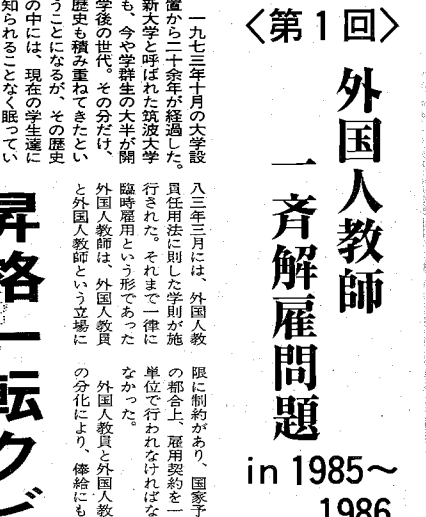 〈第1回〉
外国人教師
一斉解雇問題
in 1985～
1986
一九七三年十月の大学設
置から二十余年が経過した。
新大学と呼ばれた筑波大学
も、今や学群生の大半が開
学後の世代。その分だけ、
歴史も積み重ねてきたとい
うことになるが、その歴史
の中には、現在の学生達に
知られることなく眠ってい
昇格一転クビ
八三年三月には、外国人教
員任用法に則した学則が施
行された。それまで一律に
臨時雇用という形であった
外国人教師は、外国人教員
と外国人教師という立場に
限に制約があり、国家予
の都合上、雇用契約を一
単位で行わなければな
なかった。
外国人教員と外国人教
の分化により、俸給にも